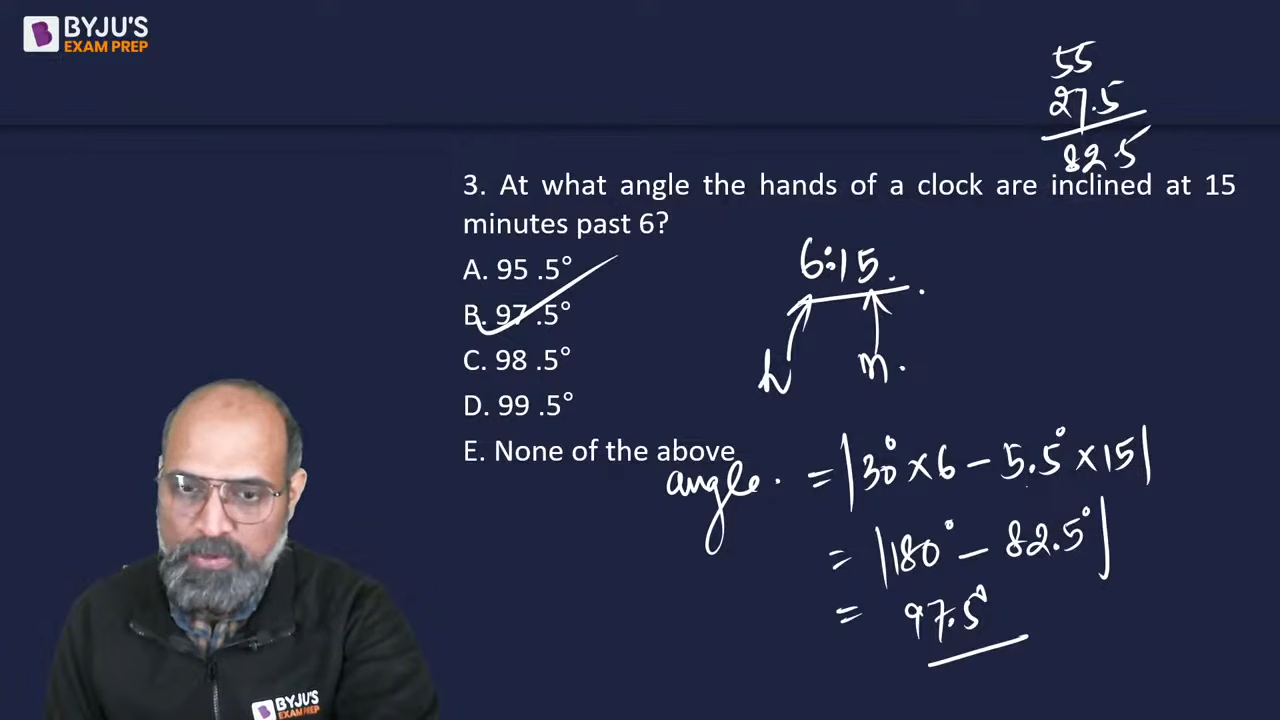 BYJU'S
EXAM PREP
55
27.5
82.5
3. At what angle the hands of a clock are inclined at 15
minutes past 6?
A. 95 .5°
B. 97 .5°
C. 98 .5°
D. 99 .5°
E. None of the above
6:15.
h
m.
angle. = |30° × 6 - 5.5° × 15|
= |180° - 82.5°|
= 97.5°
BYJU'S
EXAM PREP